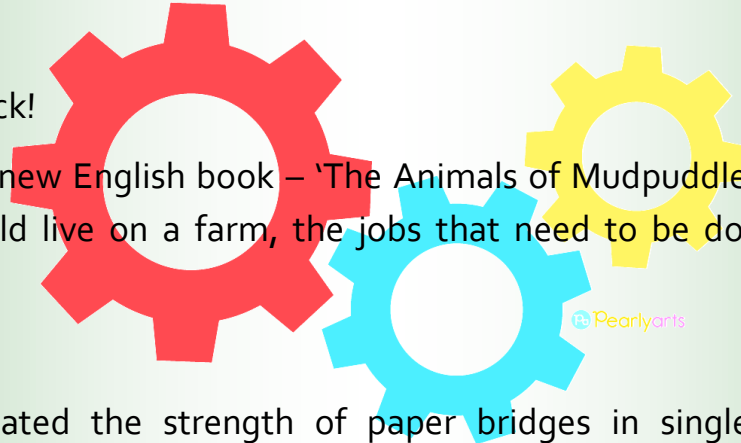 ck!
new English book – ‘The Animals of Mudpuddle
ld live on a farm, the jobs that need to be do
Pearlyarts
ated the strength of paper bridges in single